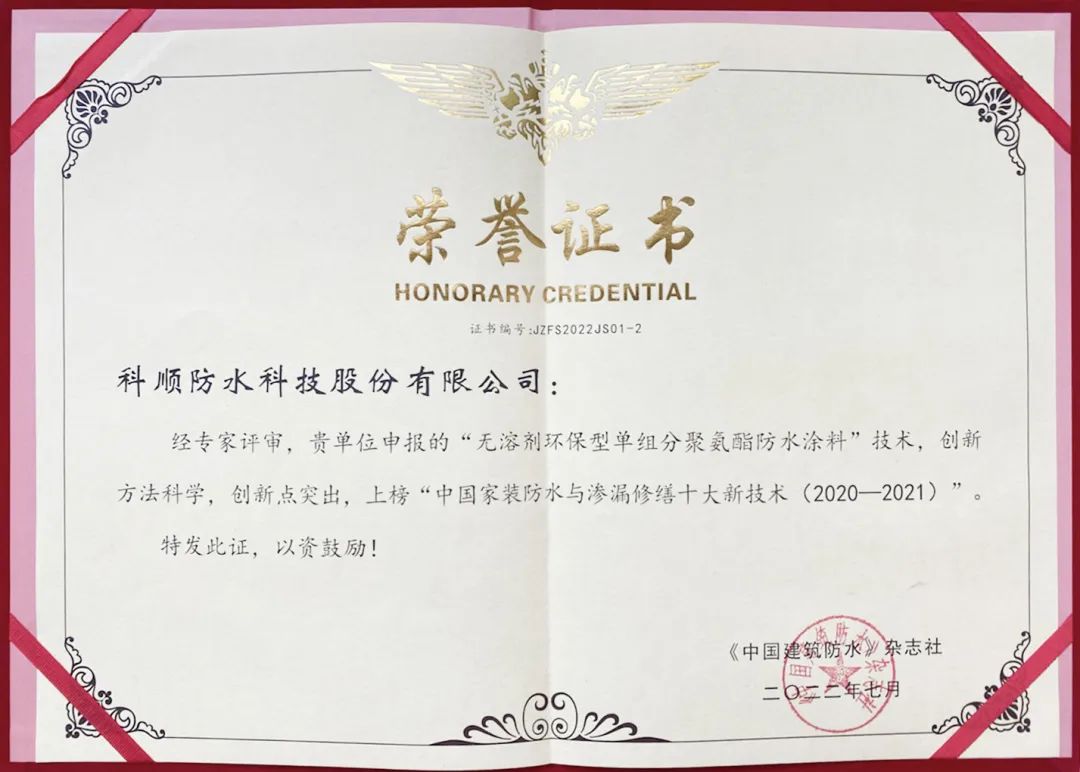 荣誉证书
HONORARY CREDENTIAL
证书编号:JZFS2022JS01-2
科顺防水科技股份有限公司:
经专家评审，贵单位申报的“无溶剂环保型单组分聚氨酯防水涂料”技术，创新
方法科学，创新点突出，上榜“中国家装防水与渗漏修缮十大新技术（2020—2021）”。
特发此证，以资鼓励！
《中国建筑防水》杂志社
二〇二二年七月